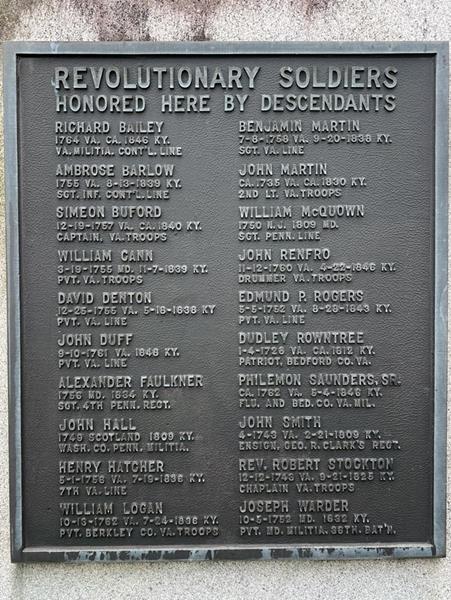 REVOLUTIONARY SOLDIERS
HONORED HERE BY DESCENDANTS
RICHARD BAILEY
1764 VA. CA. 1846 KY.
VA. MILITIA. CONT'L. LINE
AMBROSE BARLOW
1755 VA. 8-13-1839 KY.
SGT. INF. CONT'L. LINE
SIMEON BUFORD
12-19-1757 VA. CA. 1840 KY.
CAPTAIN, VA. TROOPS
WILLIAM CANN
3-19-1755 MD. 11-7-1839 KY.
PVT. VA. TROOPS
DAVID DENTON
12-25-1755 VA. 5-18-1838 KY
PVT. VA. LINE
JOHN DUFF
9-10-1761 VA. 1848 KY.
PVT. VA. LINE
ALEXANDER FAULKNER
1756 MD. 1864 KY.
SGT. 4TH PENN. REGT.
JOHN HALL
1749 SCOTLAND 1809 KY.
WASH. CO. PENN. MILITIA.
HENRY HATCHER
5-1-1756 VA. 7-19-1836 KY.
7TH VA. LINE
WILLIAM LOGAN
10-13-1762 VA. 7-24-1836 KY.
PVT. BERKLEY CO. VA. TROOPS
BENJAMIN MARTIN
7-8-1758 VA. 9-20-1838 KY.
SGT. VA. LINE
JOHN MARTIN
CA. 1735 VA. CA. 1830 KY.
2ND LT. VA. TROOPS
WILLIAM McQUOWN
1750 N.J. 1809 MD.
SGT. PENN. LINE
JOHN RENFRO
11-12-1760 VA. 4-22-1846 KY.
DRUMMER VA. TROOPS
EDMUND P. ROGERS
5-5-1752 VA. 8-28-1843 KY.
PVT. VA. LINE
DUDLEY ROWNTREE
1-4-1728 VA. CA. 1812 KY.
PATRIOT, BEDFORD CO. VA.
PHILEMON SAUNDERS, SR.
CA. 1762 VA. 5-4-1846 KY.
FLU. AND BED. CO. VA. MIL.
JOHN SMITH
4-1743 VA. 2-21-1809 KY.
ENSIGN, GEO. R. CLARK'S REGT.
REV. ROBERT STOCKTON
12-12-1743 VA. 9-21-1825 KY.
CHAPLAIN VA. TROOPS
JOSEPH WARDER
10-5-1752 MD. 1832 KY.
PVT. MD. MILITIA. 36TH. BAT'N.